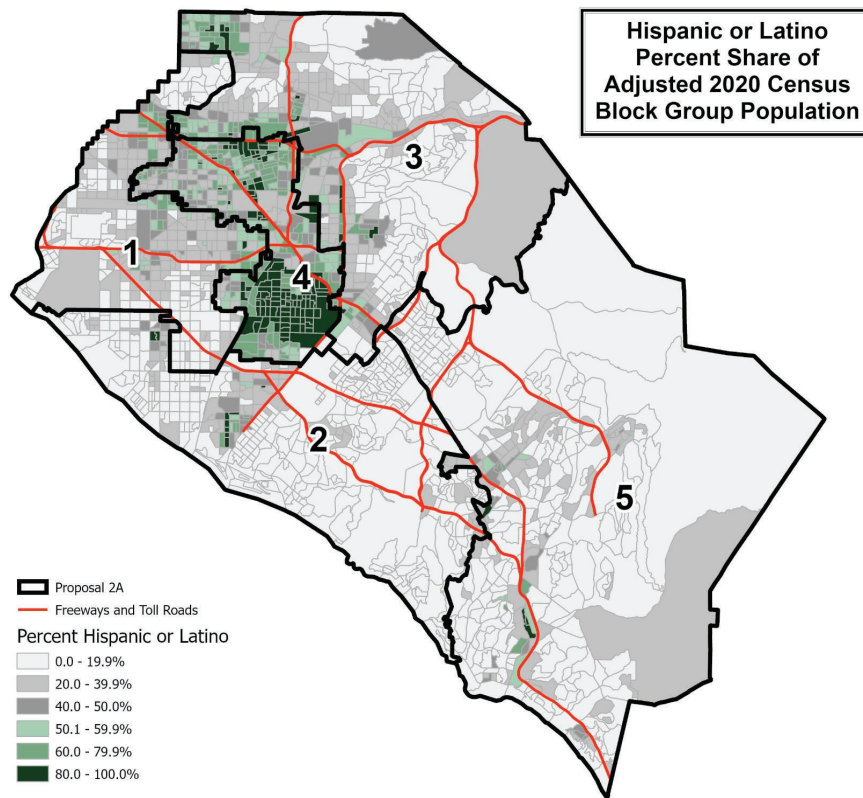 Hispanic or Latino
Percent Share of
Adjusted 2020 Census
Block Group Population
3
1
4
2
5
Proposal 2A
Freeways and Toll Roads
Percent Hispanic or Latino
0.0 - 19.9%
20.0 - 39.9%
40.0 - 50.0%
50.1 - 59.9%
60.0 - 79.9%
80.0 - 100.0%